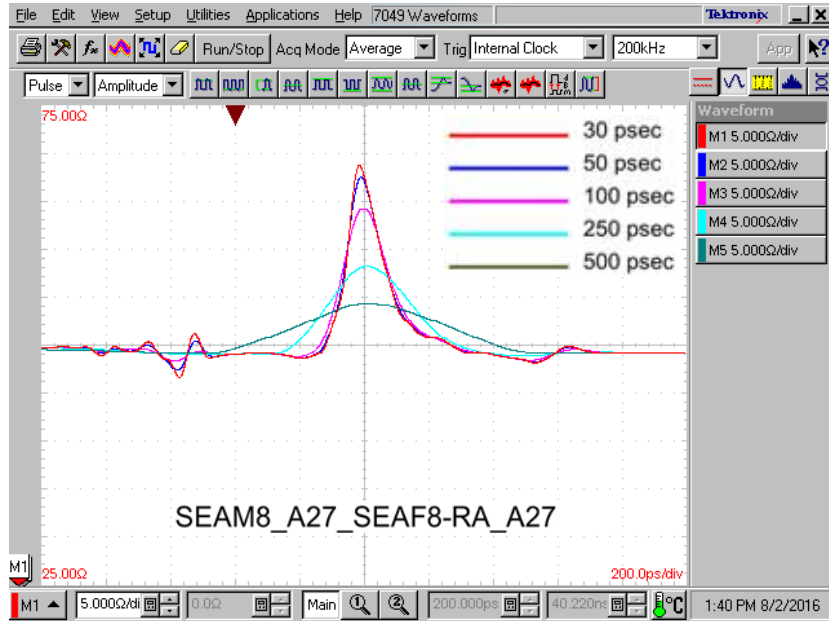 File Edit View Setup Utilities Applications Help 7049 Waveforms Tektronix
Run/Stop Acq Mode Average Trig Internal Clock 200kHz App
Pulse Amplitude
75.00Ω
30 psec
50 psec
100 psec
250 psec
500 psec
Waveform
M1 5.000Ω/div
M2 5.000Ω/div
M3 5.000Ω/div
M4 5.000Ω/div
M5 5.000Ω/div
SEAM8_A27_SEAF8-RA_A27
M1
25.00Ω 200.0ps/div
M1 5.000Ω/di 0.0Ω Main 200.000ps 40.220ns °C 1:40 PM 8/2/2016